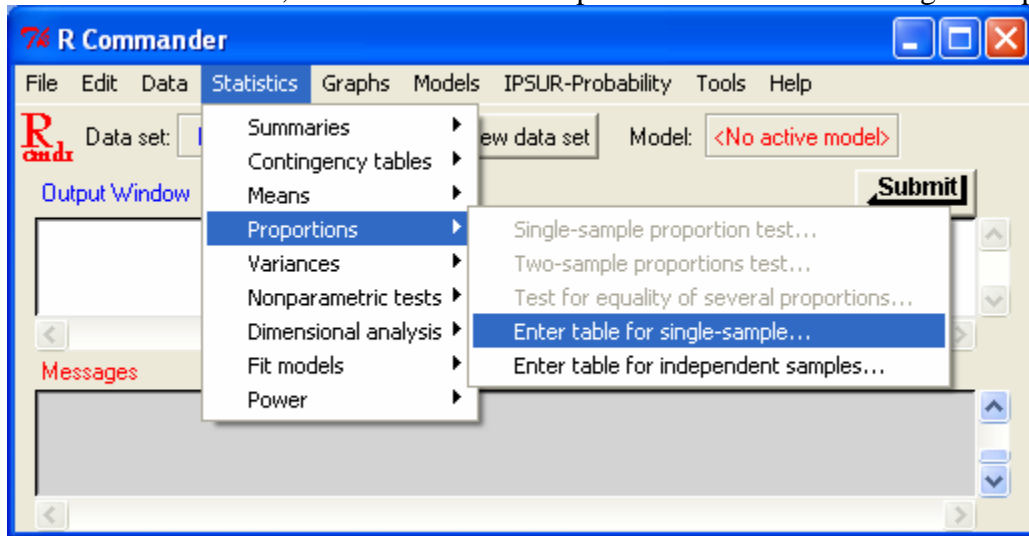 R Commander
File Edit Data Statistics Graphs Models IPSUR-Probability Tools Help
Rcmdr Data set: ew data set Model: <No active model>
Output Window Submit
Summaries
Contingency tables
Means
Proportions
Variances
Nonparametric tests
Dimensional analysis
Fit models
Power
Single-sample proportion test...
Two-sample proportions test...
Test for equality of several proportions...
Enter table for single-sample...
Enter table for independent samples...
Messages